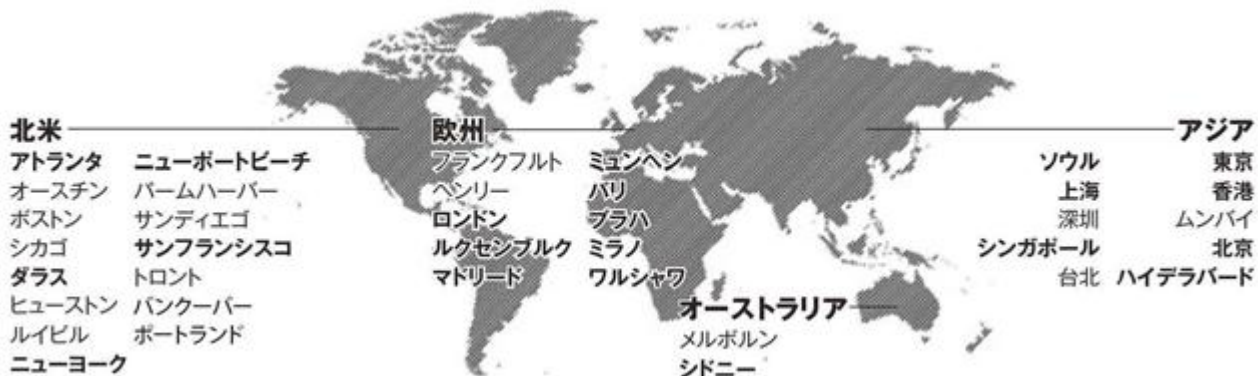 北米
アトランタ ニューポートビーチ
オースチン パームハーバー
ボストン サンディエゴ
シカゴ サンフランシスコ
ダラス トロント
ヒューストン バンクーバー
ルイビル ポートランド
ニューヨーク
欧州
フランクフルト ミュンヘン
ヘンリー パリ
ロンドン プラハ
ルクセンブルク ミラノ
マドリード ワルシャワ
オーストラリア
メルボルン
シドニー
アジア
ソウル 東京
上海 香港
深圳 ムンバイ
シンガポール 北京
台北 ハイデラバード